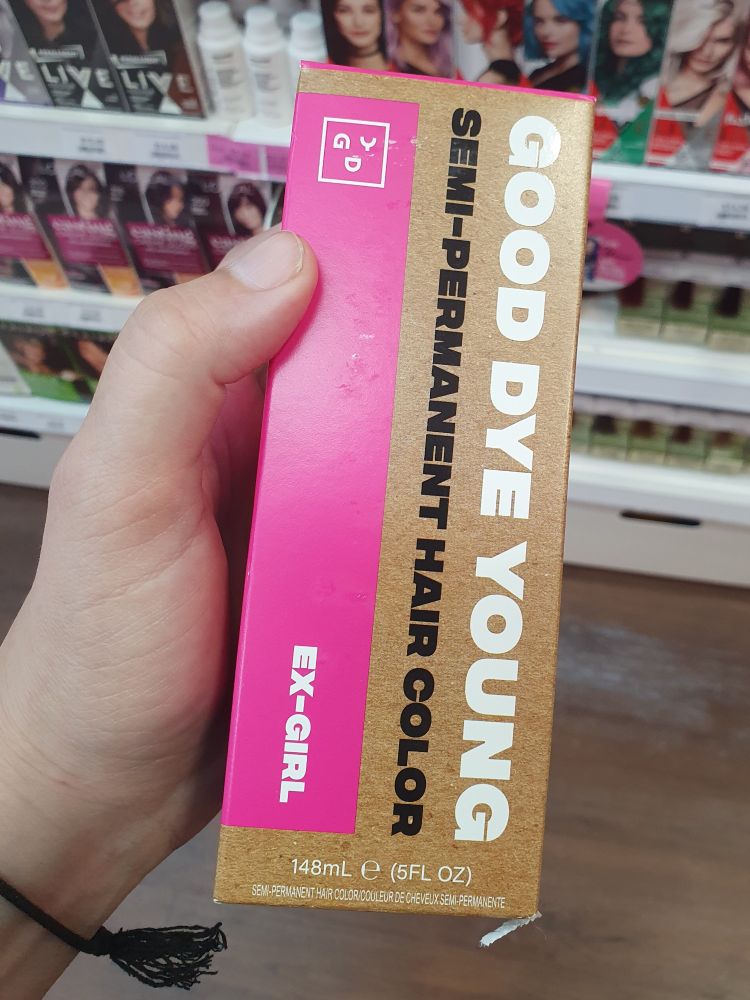 GOOD DYE YOUNG
SEMI-PERMANENT HAIR COLOR
Y
G D
EX-GIRL
148mL ℮ (5FL OZ)
SEMI-PERMANENT HAIR COLOR/COULEUR DE CHEVEUX SEMI-PERMANENTE
LIVE
LIVE